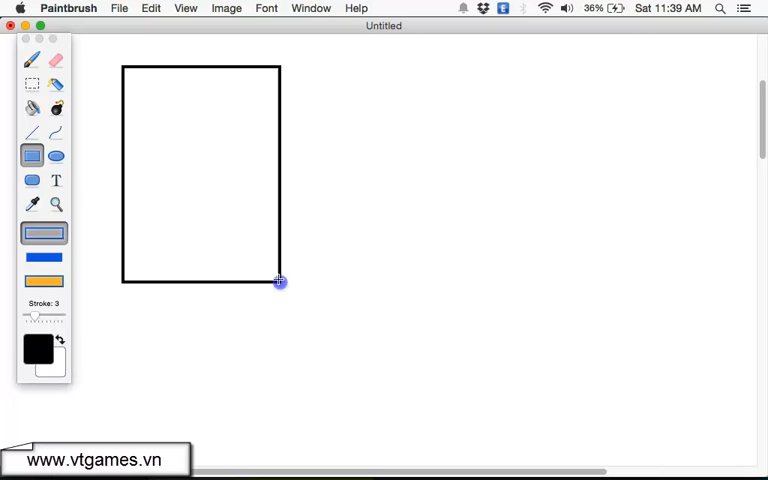 Paintbrush File Edit View Image Font Window Help 36% Sat 11:39 AM
Untitled
T
Stroke: 3
www.vtgames.vn